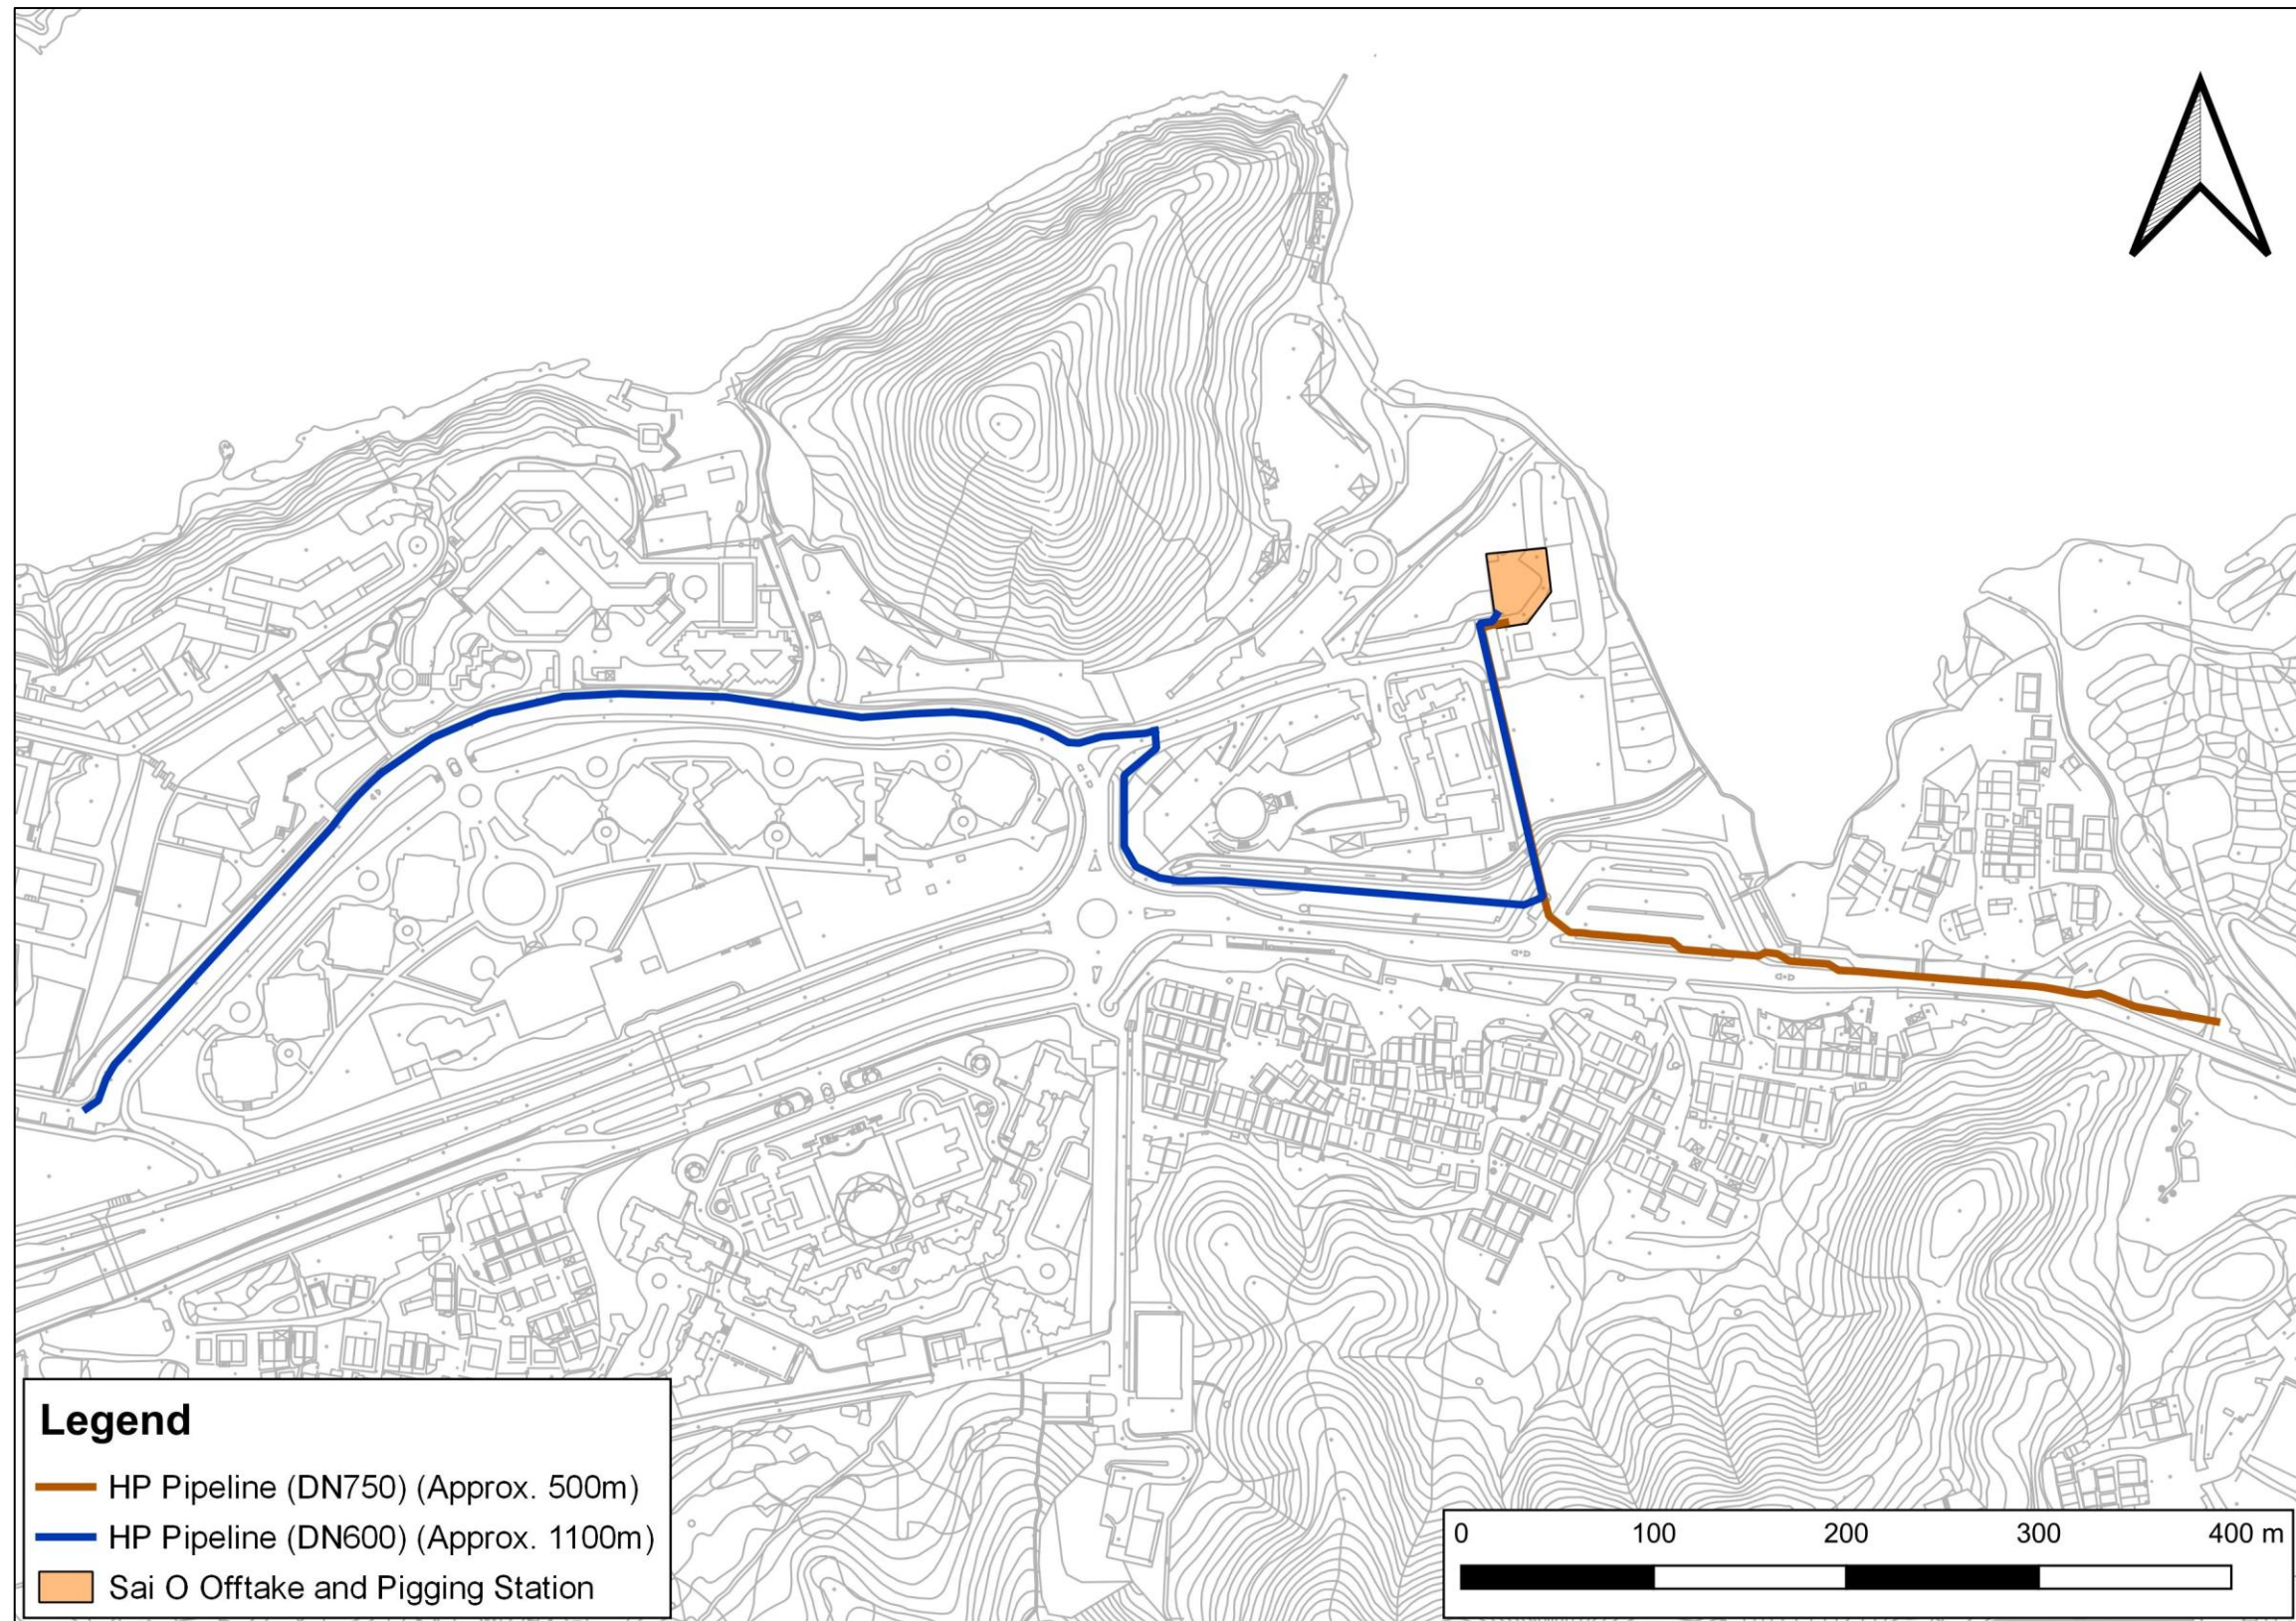 Legend
HP Pipeline (DN750) (Approx. 500m)
HP Pipeline (DN600) (Approx. 1100m)
Sai O Offtake and Pigging Station
0 100 200 300 400 m